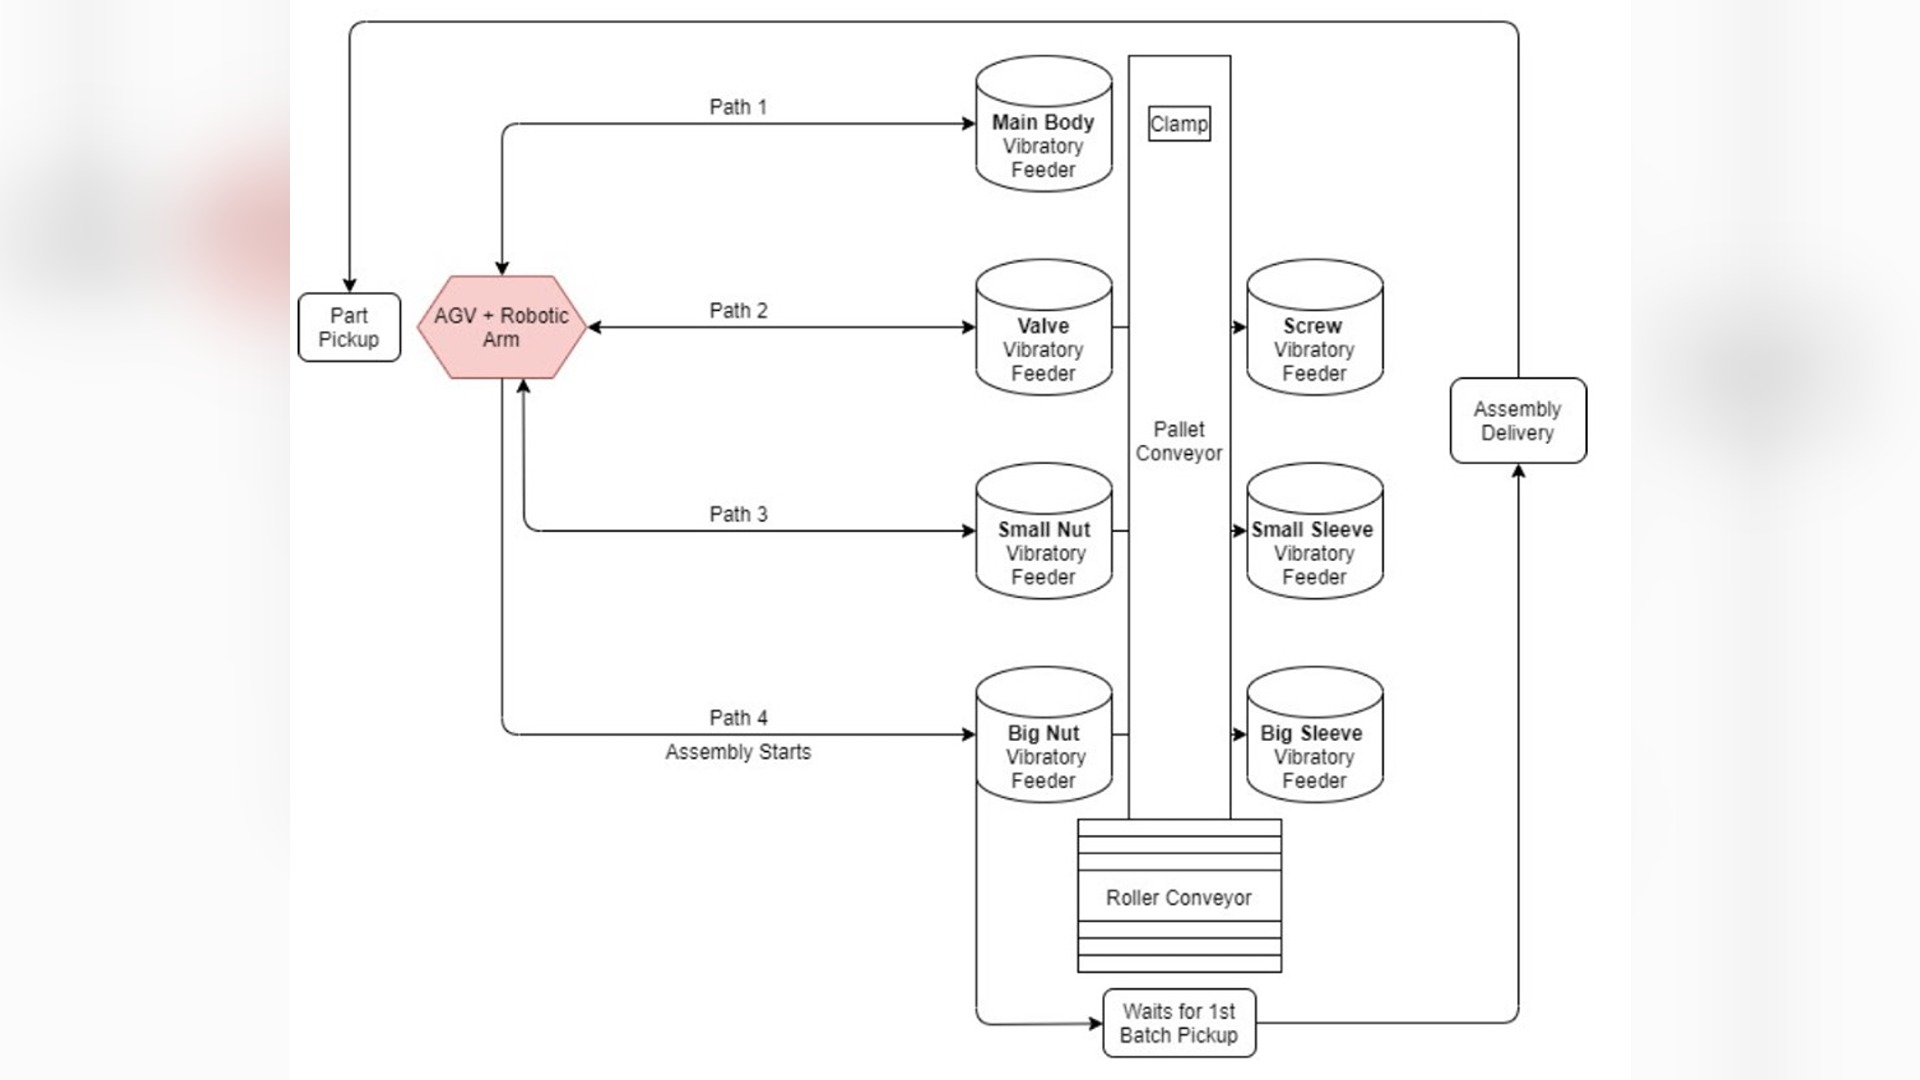 Path 1
Main Body
Vibratory
Feeder
Clamp
Part
Pickup
AGV + Robotic
Arm
Path 2
Valve
Vibratory
Feeder
Screw
Vibratory
Feeder
Pallet
Conveyor
Assembly
Delivery
Path 3
Small Nut
Vibratory
Feeder
Small Sleeve
Vibratory
Feeder
Path 4
Assembly Starts
Big Nut
Vibratory
Feeder
Big Sleeve
Vibratory
Feeder
Roller Conveyor
Waits for 1st
Batch Pickup